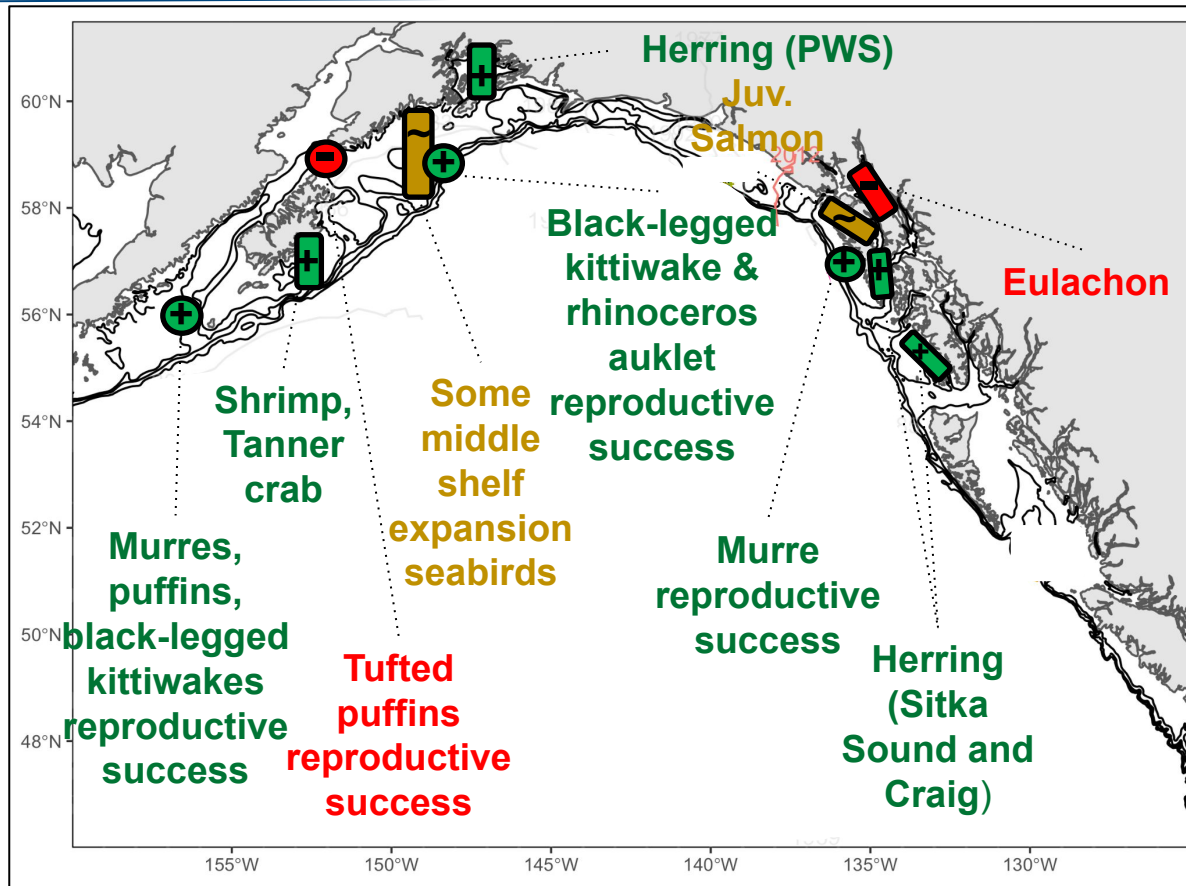 Herring (PWS)
Juv.
Salmon
Eulachon
Black-legged
kittiwake &
rhinoceros
auklet
reproductive
success
Shrimp,
Tanner
crab
Some
middle
shelf
expansion
seabirds
Murres,
puffins,
black-legged
kittiwakes
reproductive
success
Tufted
puffins
reproductive
success
Murre
reproductive
success
Herring
(Sitka
Sound and
Craig)
60°N
58°N
56°N
54°N
52°N
50°N
48°N
155°W
150°W
145°W
140°W
135°W
130°W
+
~
+
-
+
+
-
~
+
+
+
1977